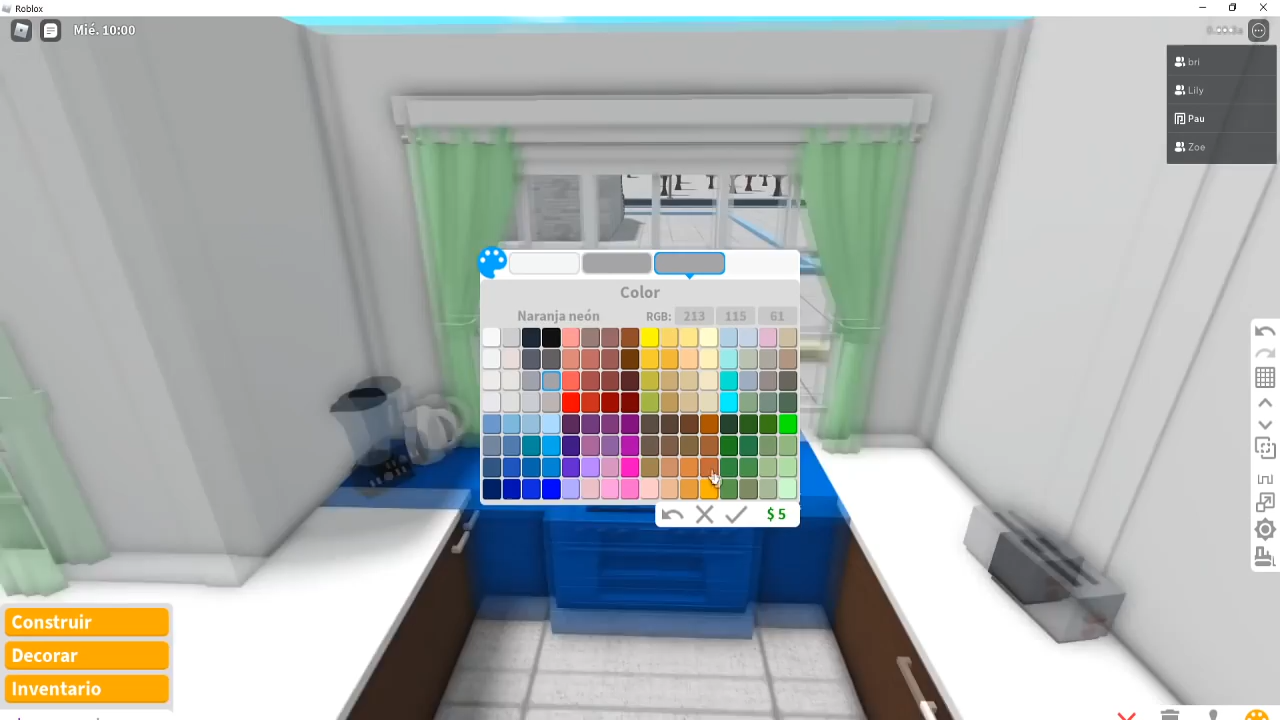 Roblox
Mié. 10:00
bri
Lily
Pau
Zoe
Color
Naranja neón RGB: 213 115 61
$ 5
Construir
Decorar
Inventario